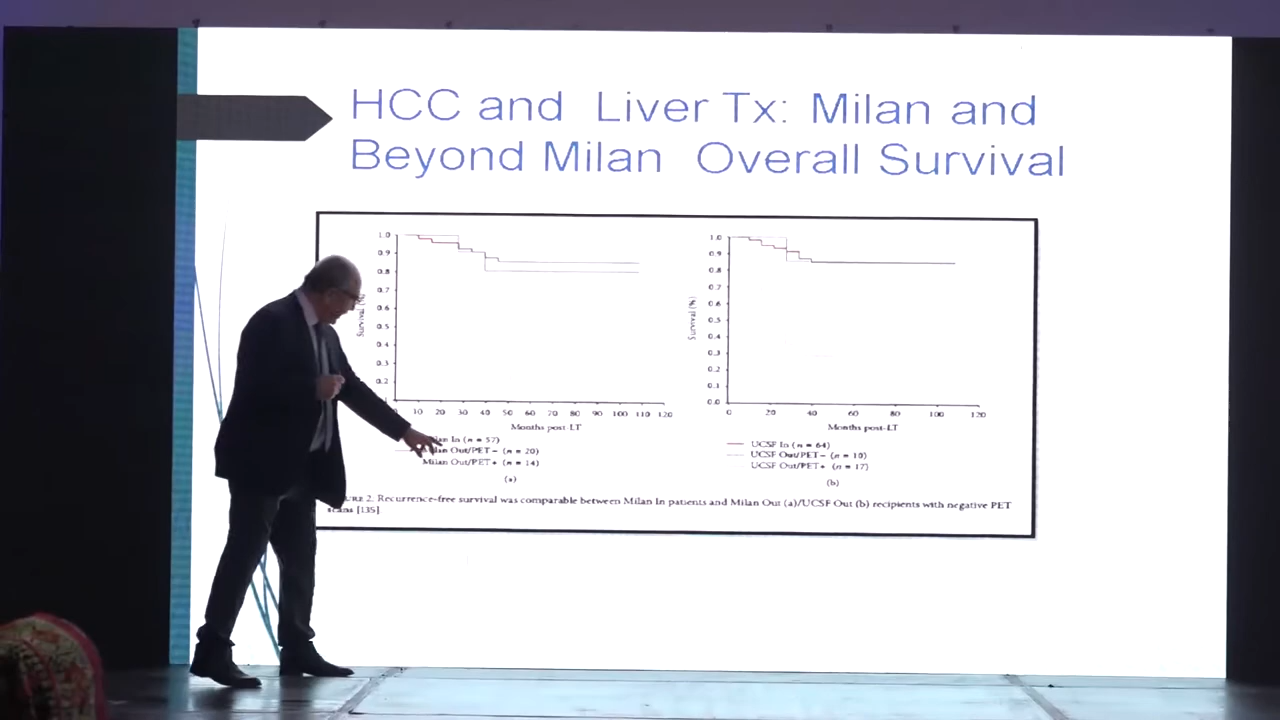 HCC and Liver Tx: Milan and
Beyond Milan Overall Survival
1.0
0.9
0.8
0.7
0.6
0.5
0.4
0.3
0.2
10 20 30 40 50 60 70 80 90 100 110 120
Months post-LT
In (n = 57)
Out/PET− (n = 20)
Milan Out/PET+ (n = 14)
(a)
Survival (%)
1.0
0.9
0.8
0.7
0.6
0.5
0.4
0.3
0.2
0.1
0.0
0 20 40 60 80 100 120
Months post-LT
UCSF In (n = 64)
UCSF Out/PET− (n = 10)
UCSF Out/PET+ (n = 17)
(b)
2. Recurrence-free survival was comparable between Milan In patients and Milan Out (a)/UCSF Out (b) recipients with negative PET
scans [135].